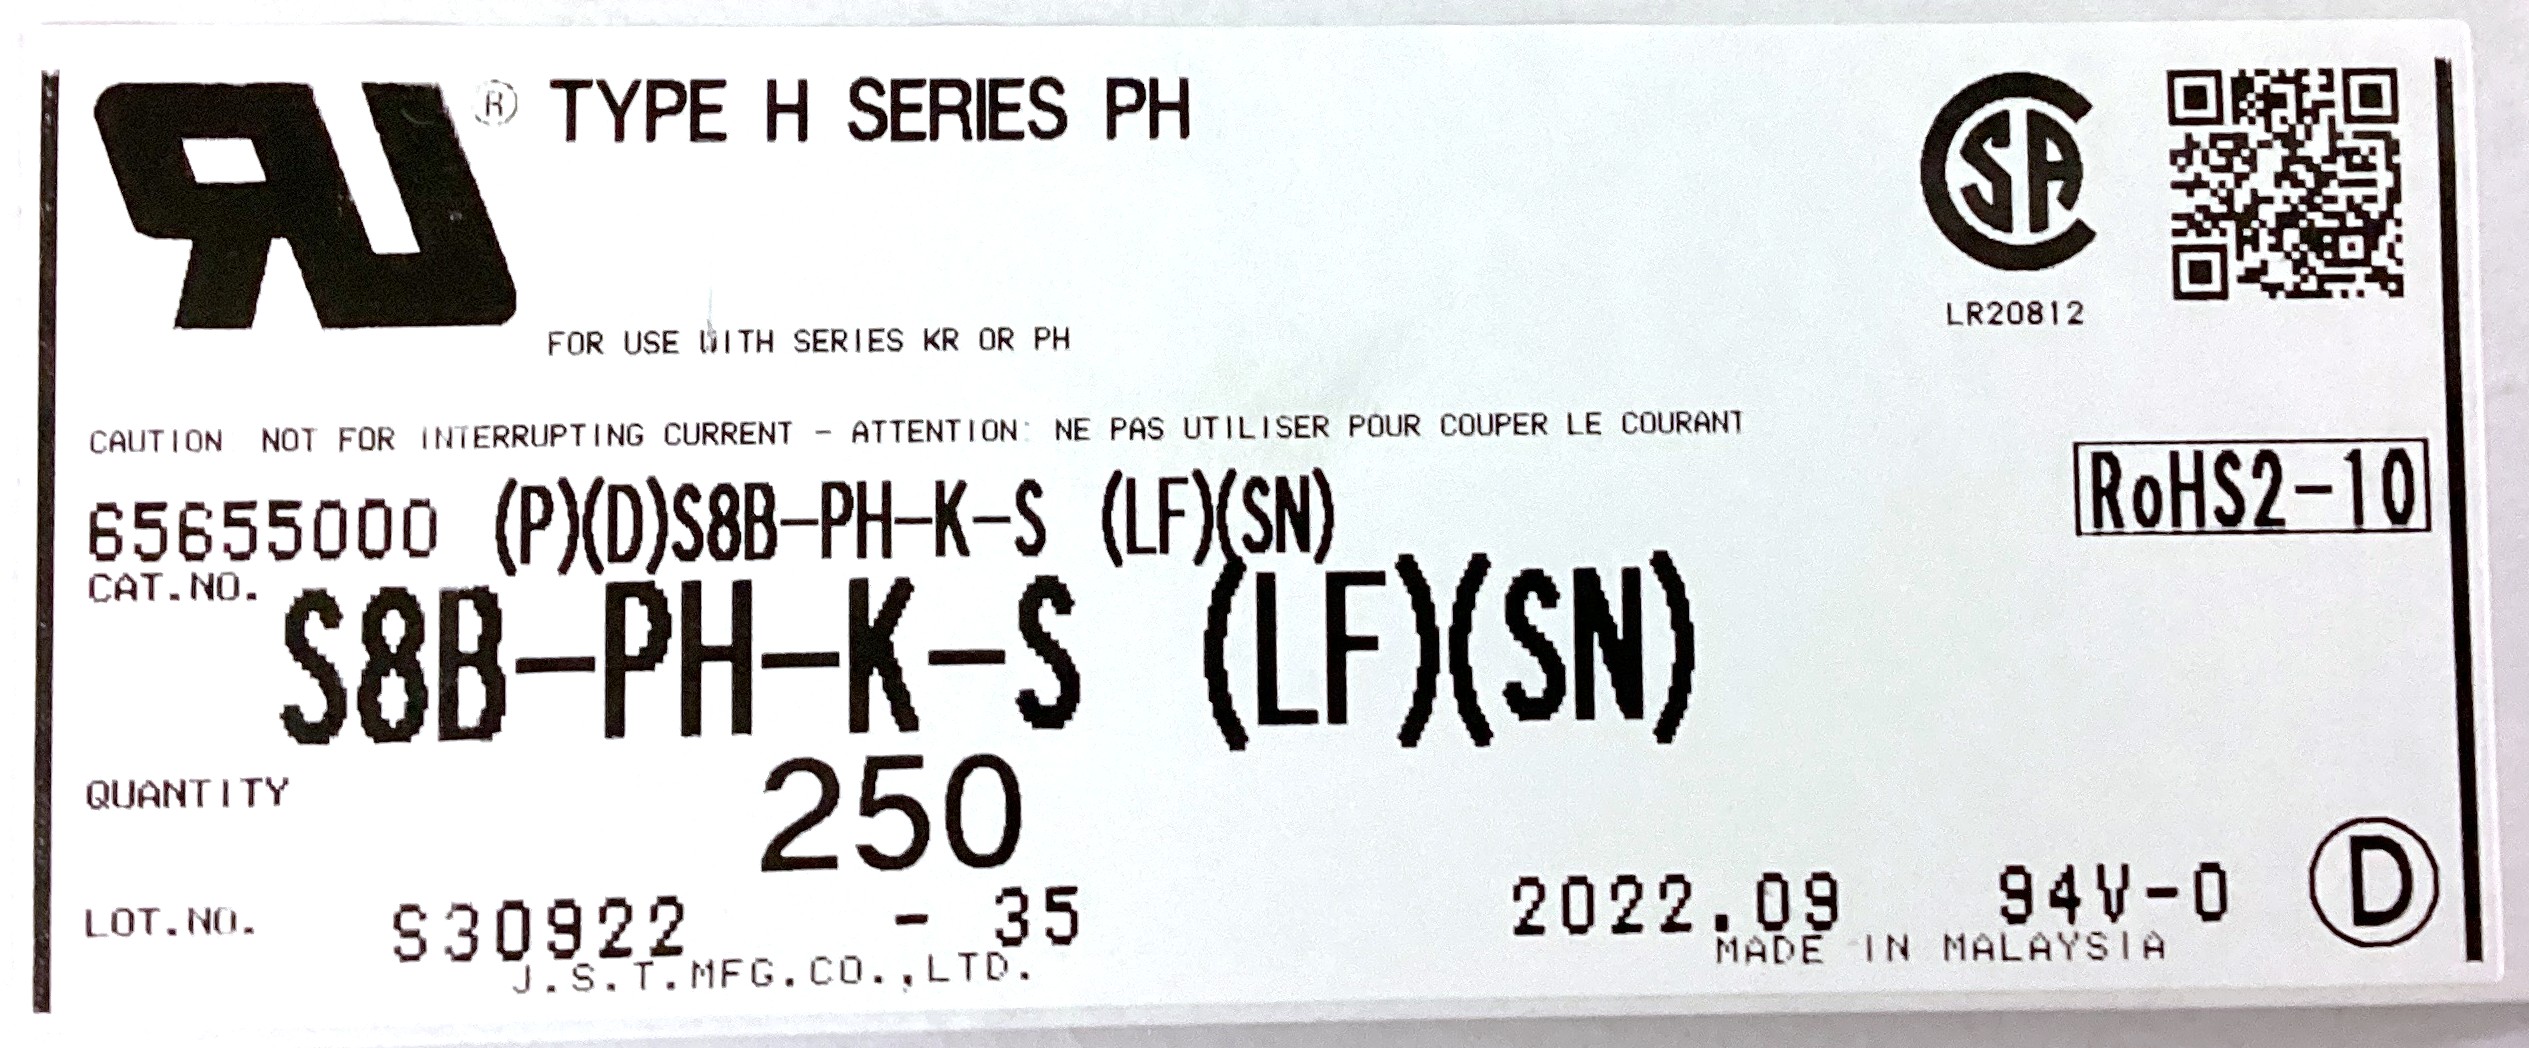 ® TYPE H SERIES PH
FOR USE WITH SERIES KR OR PH
CSA
LR20812
CAUTION NOT FOR INTERRUPTING CURRENT - ATTENTION: NE PAS UTILISER POUR COUPER LE COURANT
65655000 (P)(D)S8B-PH-K-S (LF)(SN)
RoHS2-10
CAT.NO.
S8B-PH-K-S (LF)(SN)
QUANTITY 250
LOT.NO. S30922 - 35
2022.09 94V-0 D
J.S.T.MFG.CO.,LTD.
MADE IN MALAYSIA